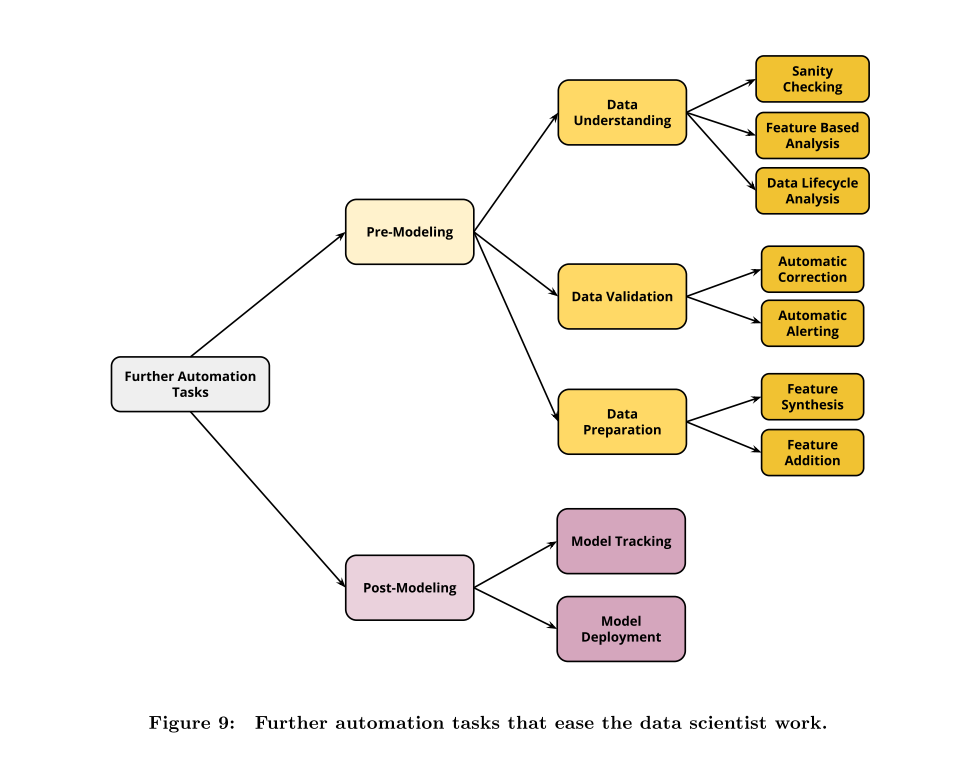 Sanity
Checking
Data
Understanding
Feature Based
Analysis
Data Lifecycle
Analysis
Pre-Modeling
Automatic
Correction
Data Validation
Automatic
Alerting
Further Automation
Tasks
Feature
Synthesis
Data
Preparation
Feature
Addition
Model Tracking
Post-Modeling
Model
Deployment
Figure 9: Further automation tasks that ease the data scientist work.